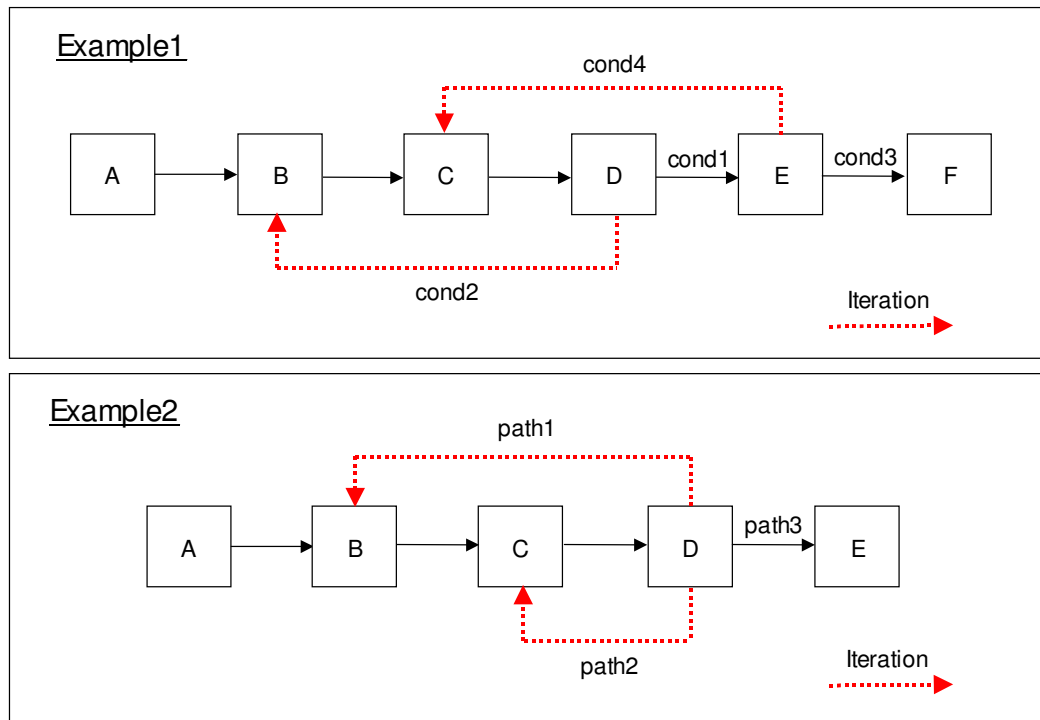 Example1
cond4
A
B
C
D
cond1
E
cond3
F
cond2
Iteration
Example2
path1
A
B
C
D
path3
E
path2
Iteration